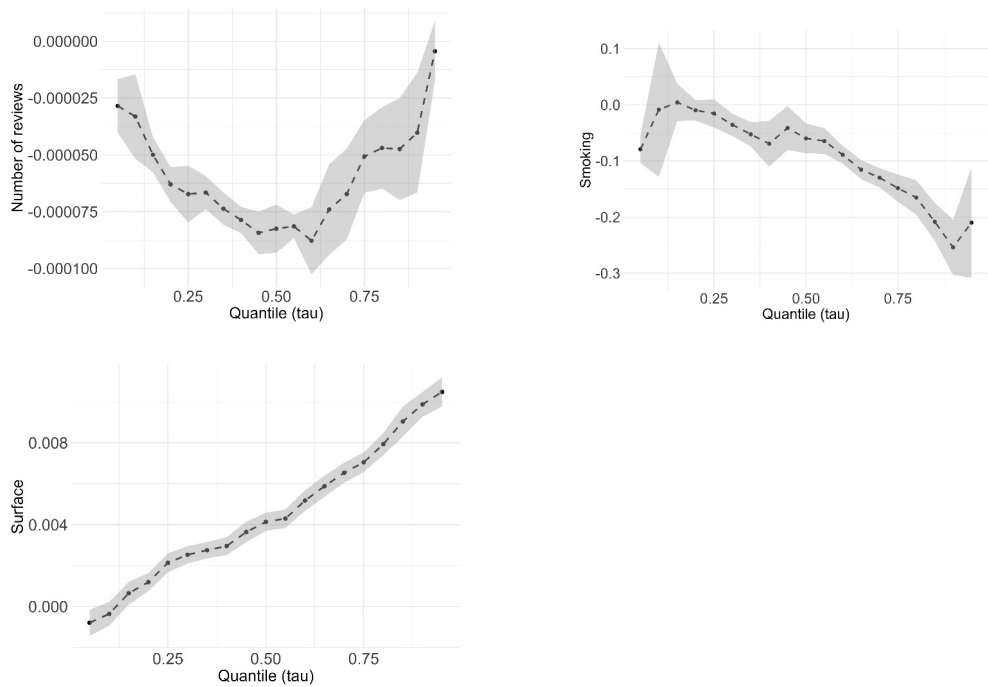 0.000000
-0.000025
-0.000050
-0.000075
-0.000100
Number of reviews
0.25 0.50 0.75
Quantile (tau)
0.1
0.0
-0.1
-0.2
-0.3
Smoking
0.25 0.50 0.75
Quantile (tau)
0.008
0.004
0.000
Surface
0.25 0.50 0.75
Quantile (tau)